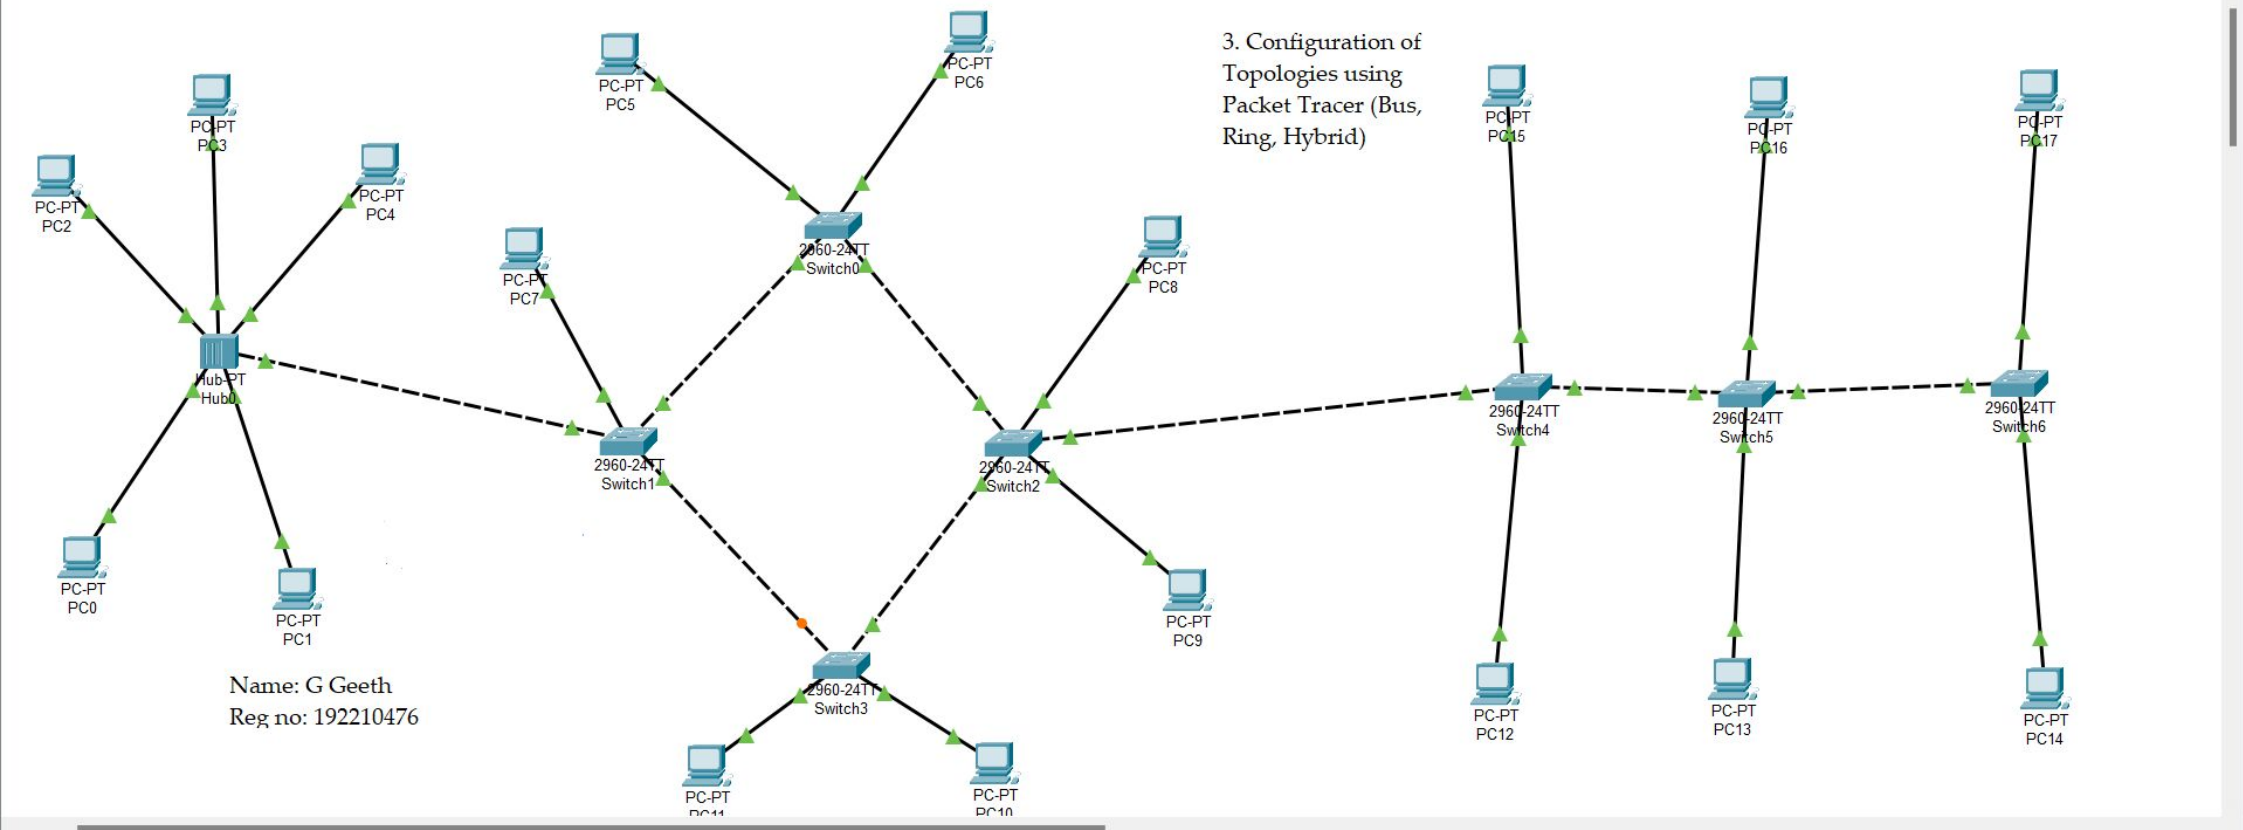 PC-PT
PC3
PC-PT
PC2
PC-PT
PC4
Hub-PT
Hub0
PC-PT
PC0
PC-PT
PC1
Name: G Geeth
Reg no: 192210476
PC-PT
PC5
PC-PT
PC6
PC-PT
PC7
2960-24TT
Switch0
PC-PT
PC8
2960-24TT
Switch1
2960-24TT
Switch2
PC-PT
PC9
2960-24TT
Switch3
PC-PT
PC11
PC-PT
PC10
3. Configuration of
Topologies using
Packet Tracer (Bus,
Ring, Hybrid)
PC-PT
PC15
PC-PT
PC16
PC-PT
PC17
2960-24TT
Switch4
2960-24TT
Switch5
2960-24TT
Switch6
PC-PT
PC12
PC-PT
PC13
PC-PT
PC14